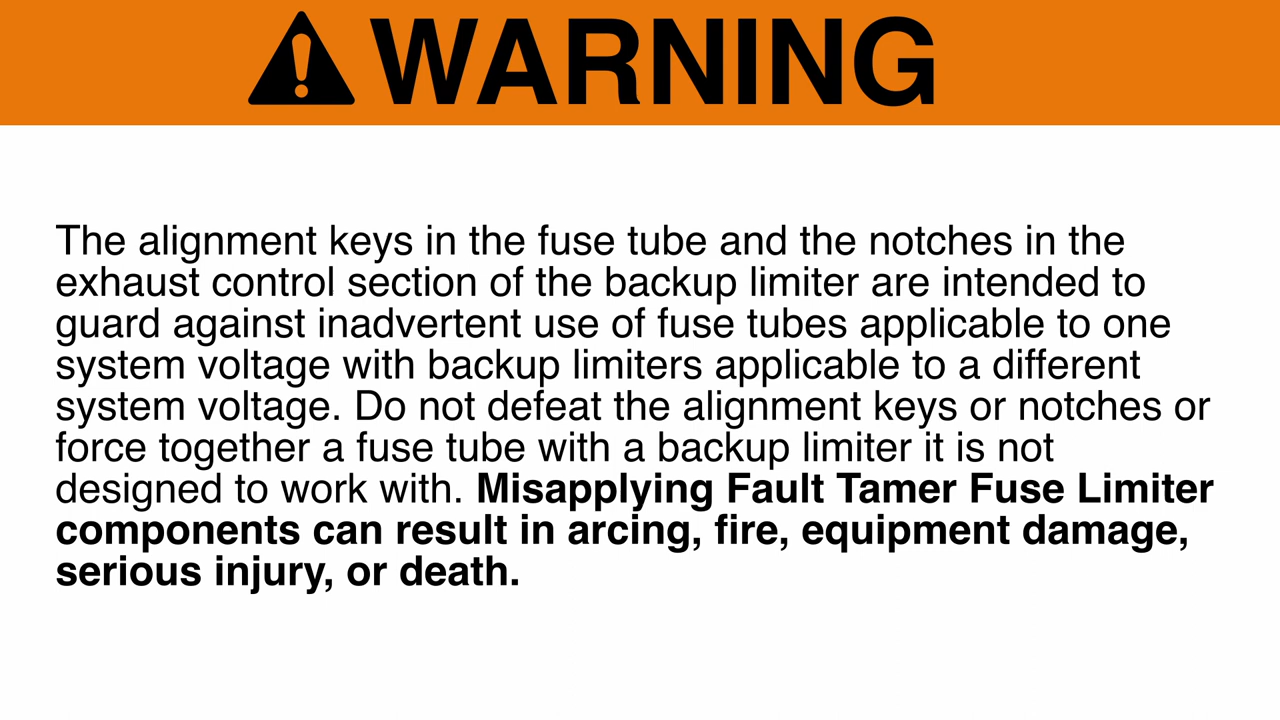 WARNING
The alignment keys in the fuse tube and the notches in the
exhaust control section of the backup limiter are intended to
guard against inadvertent use of fuse tubes applicable to one
system voltage with backup limiters applicable to a different
system voltage. Do not defeat the alignment keys or notches or
force together a fuse tube with a backup limiter it is not
designed to work with. Misapplying Fault Tamer Fuse Limiter
components can result in arcing, fire, equipment damage,
serious injury, or death.